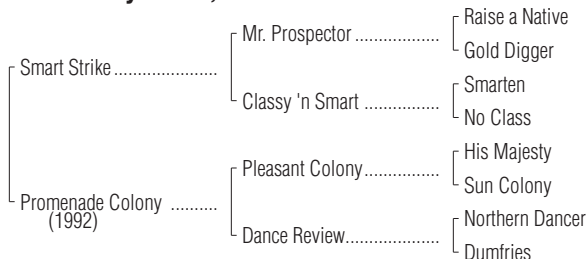 Raise a Native
Mr. Prospector ..................
Gold Digger
Smart Strike ......................
Smarten
Classy 'n Smart ................
No Class
His Majesty
Pleasant Colony................
Sun Colony
Promenade Colony ..........
(1992)
Northern Dancer
Dance Review....................
Dumfries